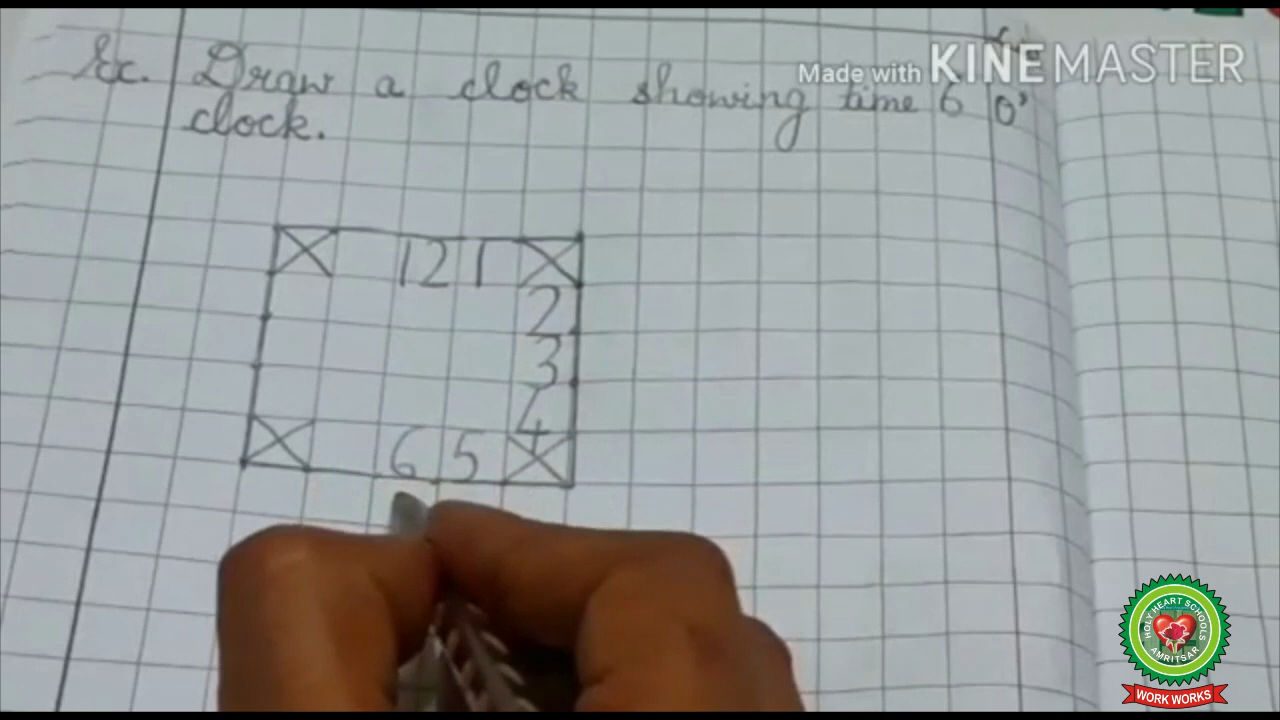 Made with KINEMASTER
Ex. Draw a clock showing time 6 O'
clock.
12 1
2
3
4
6 5
HOLY HEART SCHOOLS
AMRITSAR
WORK WORKS